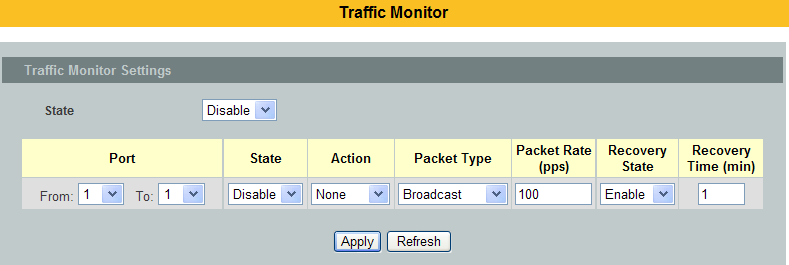 Traffic Monitor
Traffic Monitor Settings
State Disable
Port State Action Packet Type Packet Rate (pps) Recovery State Recovery Time (min)
From: 1 To: 1 Disable None Broadcast 100 Enable 1
Apply Refresh